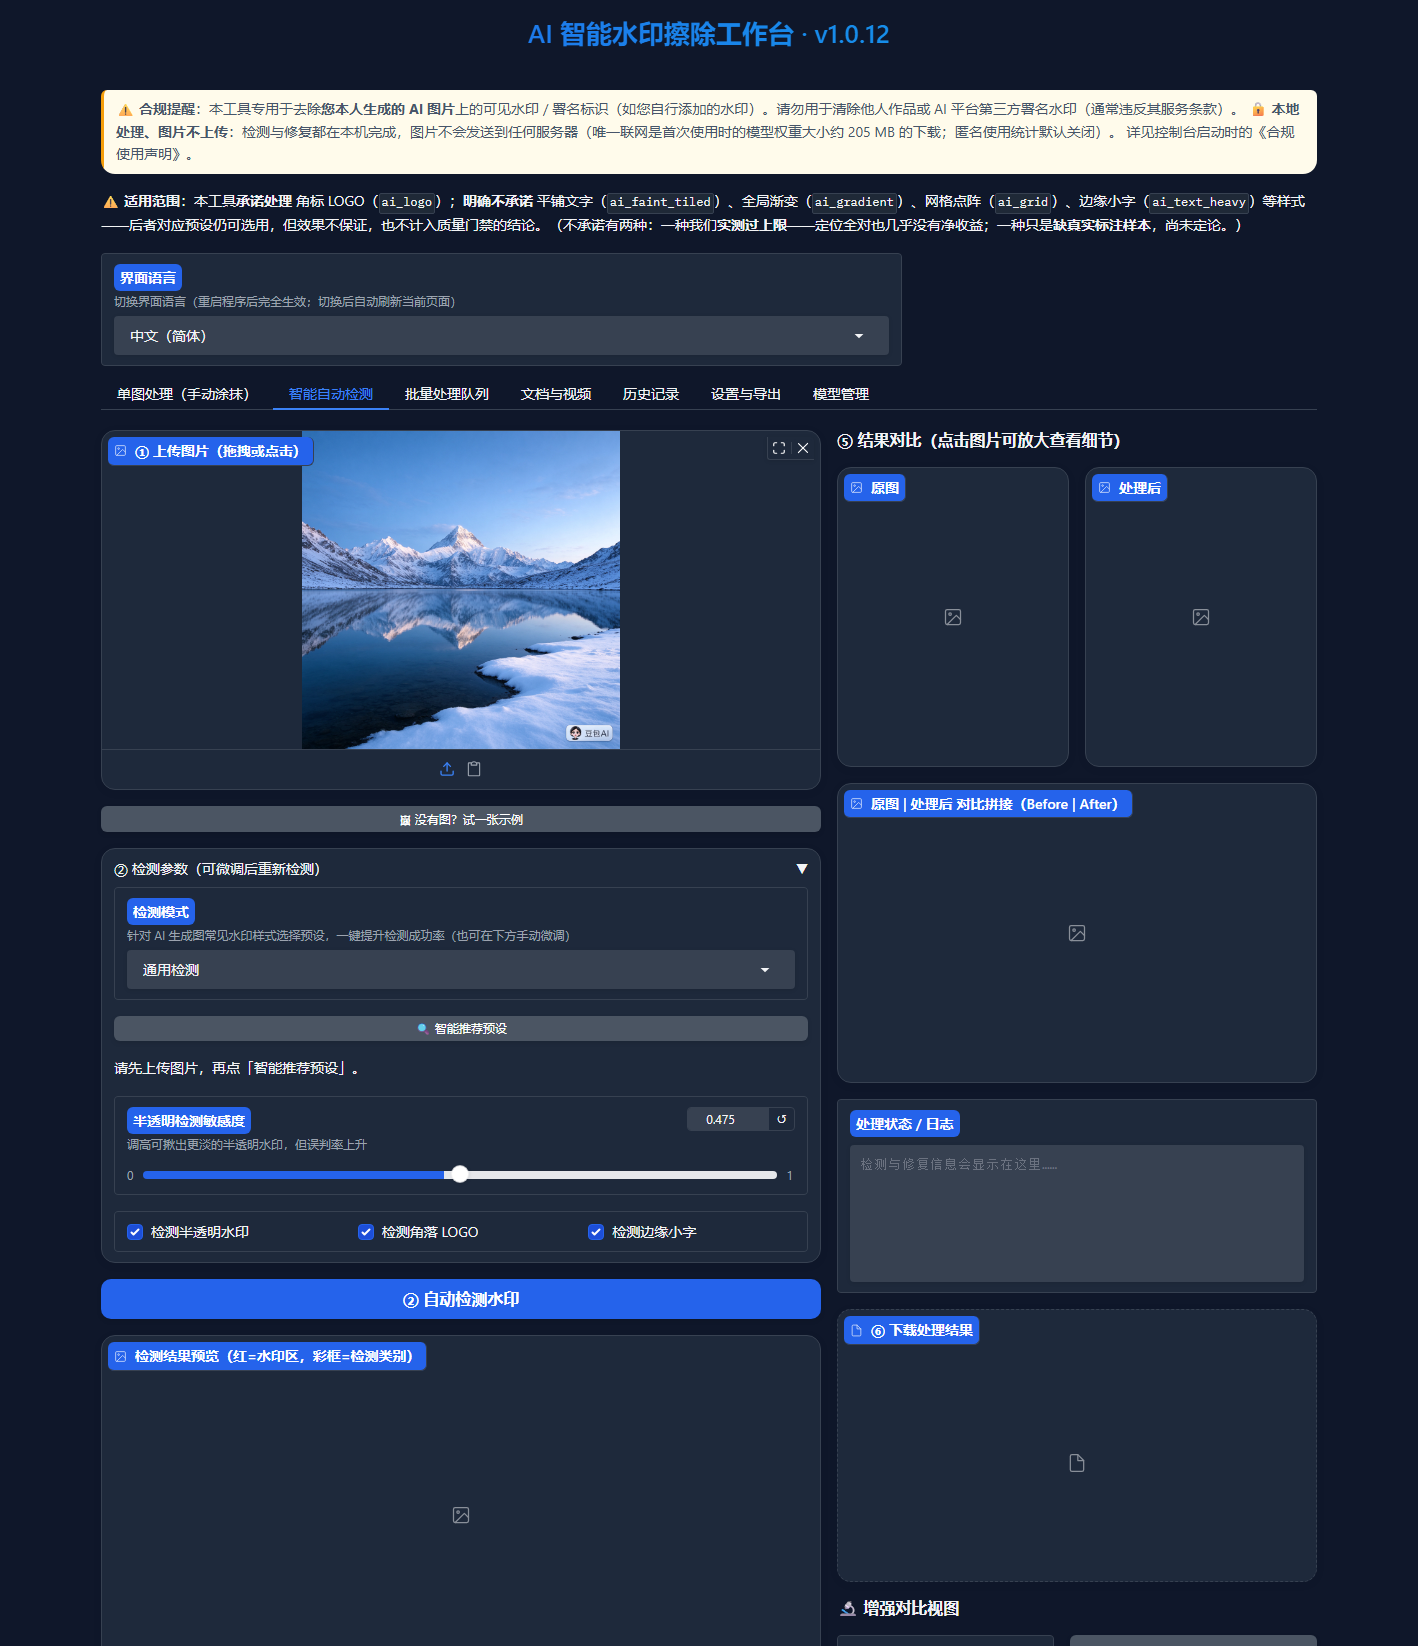 AI 智能水印擦除工作台 · v1.0.12
⚠ 合规提醒：本工具专用于去除您本人生成的 AI 图片上的可见水印 / 署名标识（如您自行添加的水印）。请勿用于清除他人作品或 AI 平台第三方署名水印（通常违反其服务条款）。 🔒 本地
处理、图片不上传：检测与修复都在本机完成，图片不会发送到任何服务器（唯一联网是首次使用时的模型权重大小约 205 MB 的下载；匿名使用统计默认关闭）。 详见控制台启动时的《合规
使用声明》。
⚠ 适用范围：本工具承诺处理 角标 LOGO（ai_logo）；明确不承诺 平铺文字（ai_faint_tiled）、全局渐变（ai_gradient）、网格点阵（ai_grid）、边缘小字（ai_text_heavy）等样式
——后者对应预设仍可选用，但效果不保证，也不计入质量门禁的结论。（不承诺有两种：一种我们实测过上限——定位全对也几乎没有净收益；一种只是缺真实标注样本，尚未定论。）
界面语言
切换界面语言（重启程序后完全生效；切换后自动刷新当前页面）
中文（简体）
单图处理（手动涂抹） 智能自动检测 批量处理队列 文档与视频 历史记录 设置与导出 模型管理
① 上传图片（拖拽或点击）
豆包AI
没有图？试一张示例
② 检测参数（可微调后重新检测） ▼
检测模式
针对 AI 生成图常见水印样式选择预设，一键提升检测成功率（也可在下方手动微调）
通用检测
智能推荐预设
请先上传图片，再点「智能推荐预设」。
半透明检测敏感度 0.475 ↺
调高可揪出更淡的半透明水印，但误判率上升
0 1
检测半透明水印 检测角落 LOGO 检测边缘小字
② 自动检测水印
检测结果预览（红=水印区，彩框=检测类别）
⑤ 结果对比（点击图片可放大查看细节）
原图 处理后
原图 | 处理后 对比拼接（Before | After）
处理状态 / 日志
检测与修复信息会显示在这里……
⑥ 下载处理结果
增强对比视图